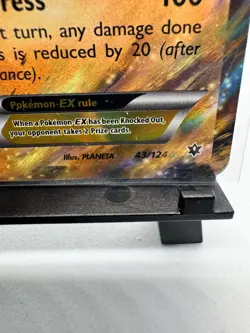 ress 100
t turn, any damage done
is reduced by 20 (after
ance).
Pokémon-EX rule
When a Pokémon-EX has been Knocked Out,
your opponent takes 2 Prize cards.
Illus. PLANETA 43/124